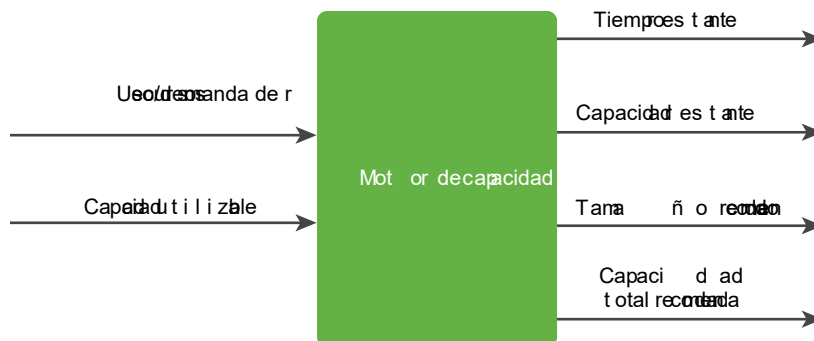 Tiempo restante
Uso/demanda de recursos
Capacidad restante
Motor de capacidad
Capacidad utilizable
Tamaño recomendado
Capacidad
total recomendada